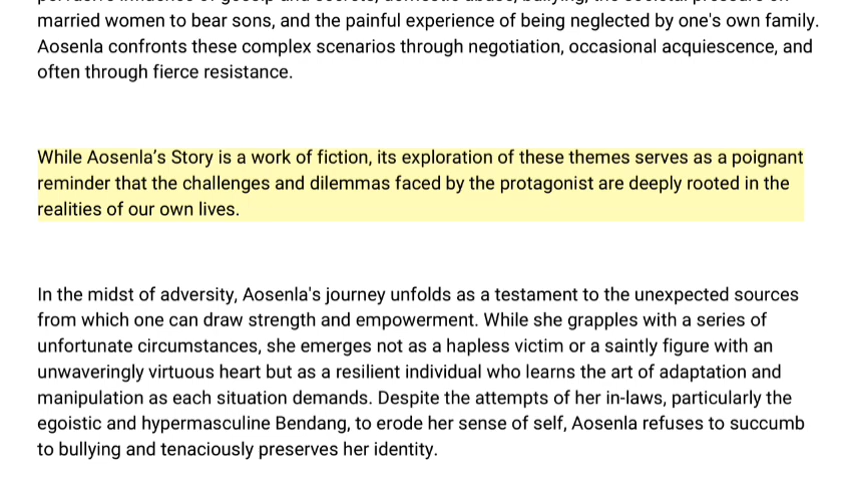 married women to bear sons, and the painful experience of being neglected by one's own family.
Aosenla confronts these complex scenarios through negotiation, occasional acquiescence, and
often through fierce resistance.
While Aosenla’s Story is a work of fiction, its exploration of these themes serves as a poignant
reminder that the challenges and dilemmas faced by the protagonist are deeply rooted in the
realities of our own lives.
In the midst of adversity, Aosenla's journey unfolds as a testament to the unexpected sources
from which one can draw strength and empowerment. While she grapples with a series of
unfortunate circumstances, she emerges not as a hapless victim or a saintly figure with an
unwaveringly virtuous heart but as a resilient individual who learns the art of adaptation and
manipulation as each situation demands. Despite the attempts of her in-laws, particularly the
egoistic and hypermasculine Bendang, to erode her sense of self, Aosenla refuses to succumb
to bullying and tenaciously preserves her identity.